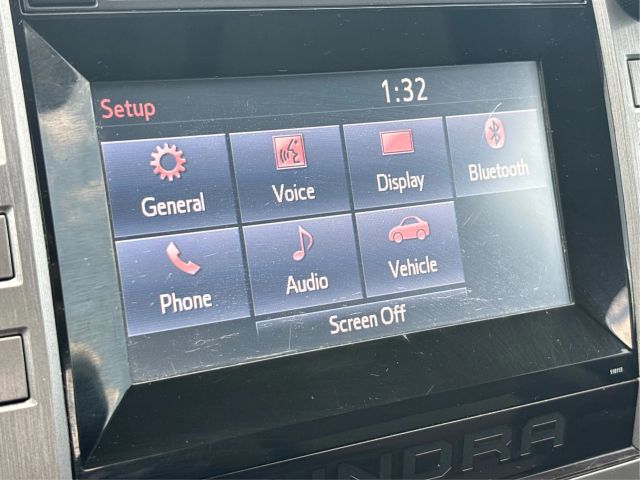 Setup
1:32
General
Voice
Display
Bluetooth
Phone
Audio
Vehicle
Screen Off